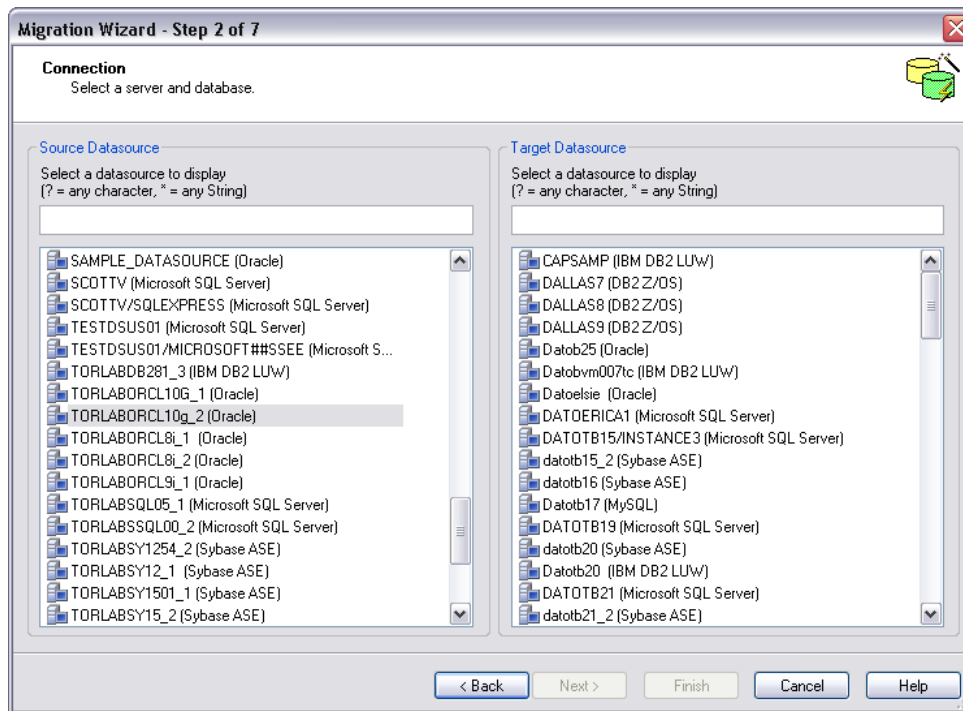 Migration Wizard - Step 2 of 7
Connection
Select a server and database.
Source Datasource
Select a datasource to display
(? = any character, * = any String)
SAMPLE_DATASOURCE (Oracle)
SCOTTV (Microsoft SQL Server)
SCOTTV/SQLEXPRESS (Microsoft SQL Server)
TESTDSUS01 (Microsoft SQL Server)
TESTDSUS01/MICROSOFT##SSEE (Microsoft S...
TORLABDB281_3 (IBM DB2 LUW)
TORLABORCL10G_1 (Oracle)
TORLABORCL10g_2 (Oracle)
TORLABORCL8i_1 (Oracle)
TORLABORCL8i_2 (Oracle)
TORLABORCL9i_1 (Oracle)
TORLABSQL05_1 (Microsoft SQL Server)
TORLABSSQL00_2 (Microsoft SQL Server)
TORLABSY1254_2 (Sybase ASE)
TORLABSY12_1 (Sybase ASE)
TORLABSY1501_1 (Sybase ASE)
TORLABSY15_2 (Sybase ASE)
Target Datasource
Select a datasource to display
(? = any character, * = any String)
CAPSAMP (IBM DB2 LUW)
DALLAS7 (DB2 Z/OS)
DALLAS8 (DB2 Z/OS)
DALLAS9 (DB2 Z/OS)
Datob25 (Oracle)
Datobvm007tc (IBM DB2 LUW)
Datoelsie (Oracle)
DATOERICA1 (Microsoft SQL Server)
DATOTB15/INSTANCE3 (Microsoft SQL Server)
datotb15_2 (Sybase ASE)
datotb16 (Sybase ASE)
Datotb17 (MySQL)
DATOTB19 (Microsoft SQL Server)
datotb20 (Sybase ASE)
Datotb20 (IBM DB2 LUW)
DATOTB21 (Microsoft SQL Server)
datotb21_2 (Sybase ASE)
< Back Next > Finish Cancel Help